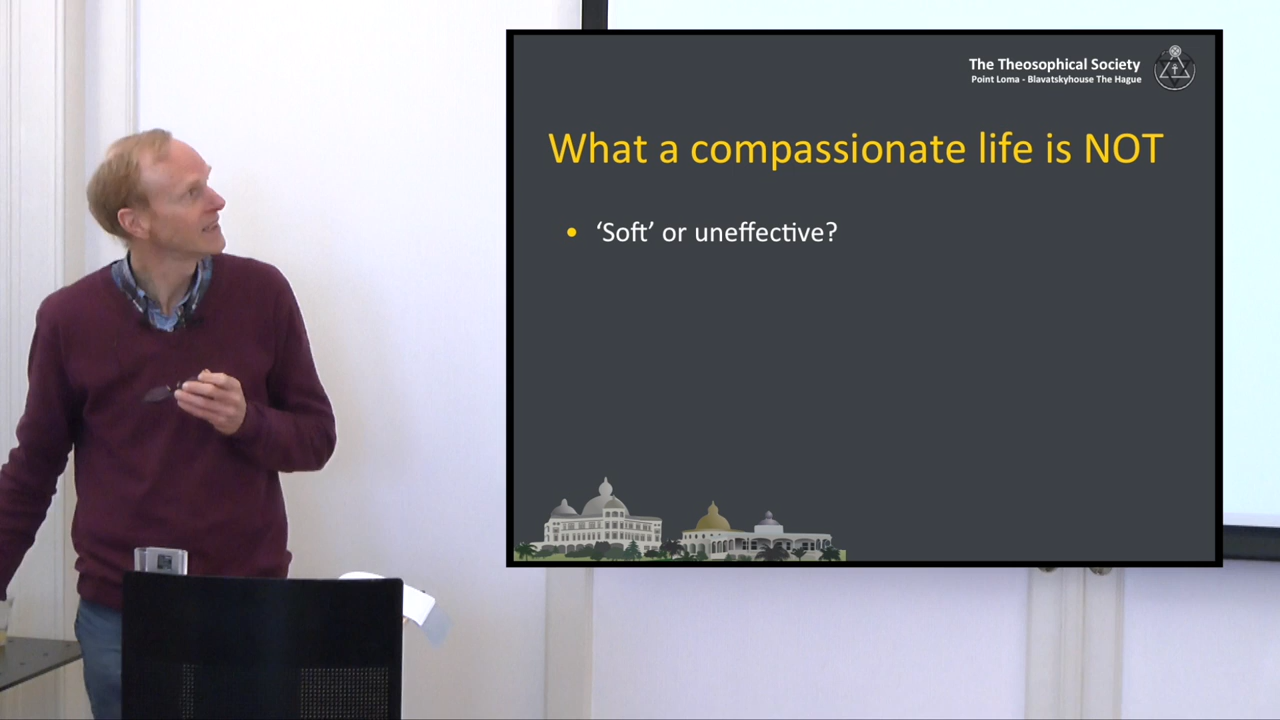 The Theosophical Society
Point Loma - Blavatskyhouse The Hague
What a compassionate life is NOT
• ‘Soft’ or uneffective?